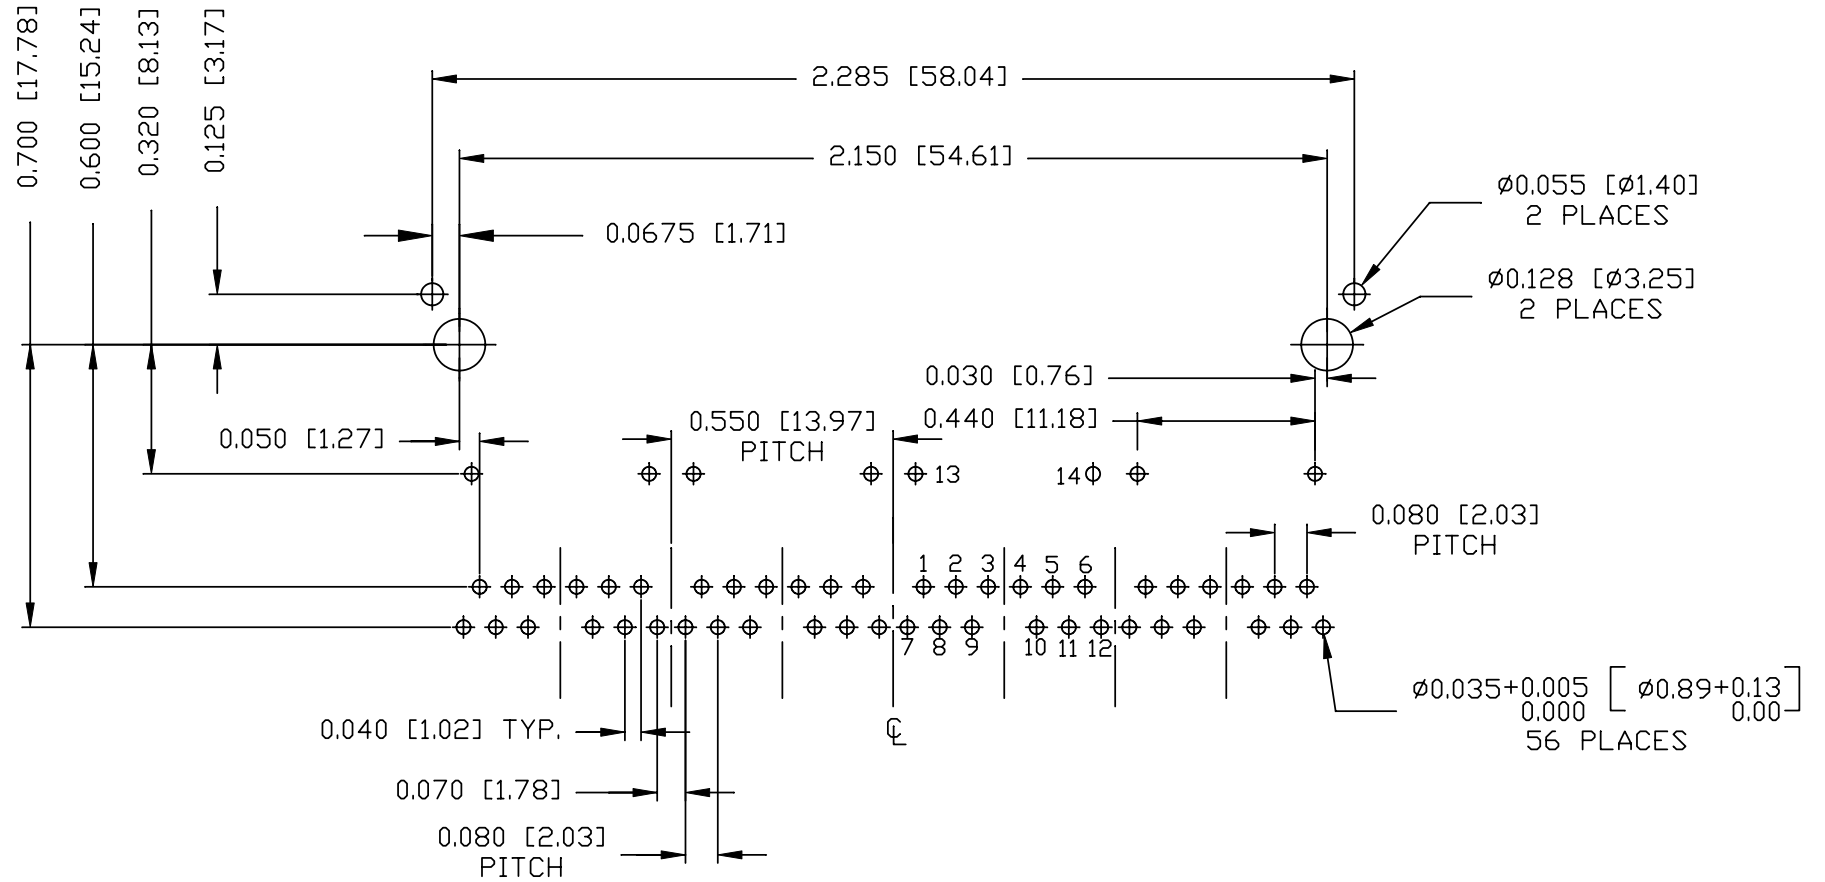 0.700 [17.78]
0.600 [15.24]
0.320 [8.13]
0.125 [3.17]
2.285 [58.04]
2.150 [54.61]
ø0.055 [ø1.40]
2 PLACES
0.0675 [1.71]
ø0.128 [ø3.25]
2 PLACES
0.030 [0.76]
0.550 [13.97]
PITCH
0.440 [11.18]
0.050 [1.27]
13
14
0.080 [2.03]
PITCH
1 2 3 4 5 6
7 8 9 10 11 12
ø0.035+0.005 [ø0.89+0.13]
0.000 0.00
56 PLACES
0.040 [1.02] TYP.
℄
0.070 [1.78]
0.080 [2.03]
PITCH